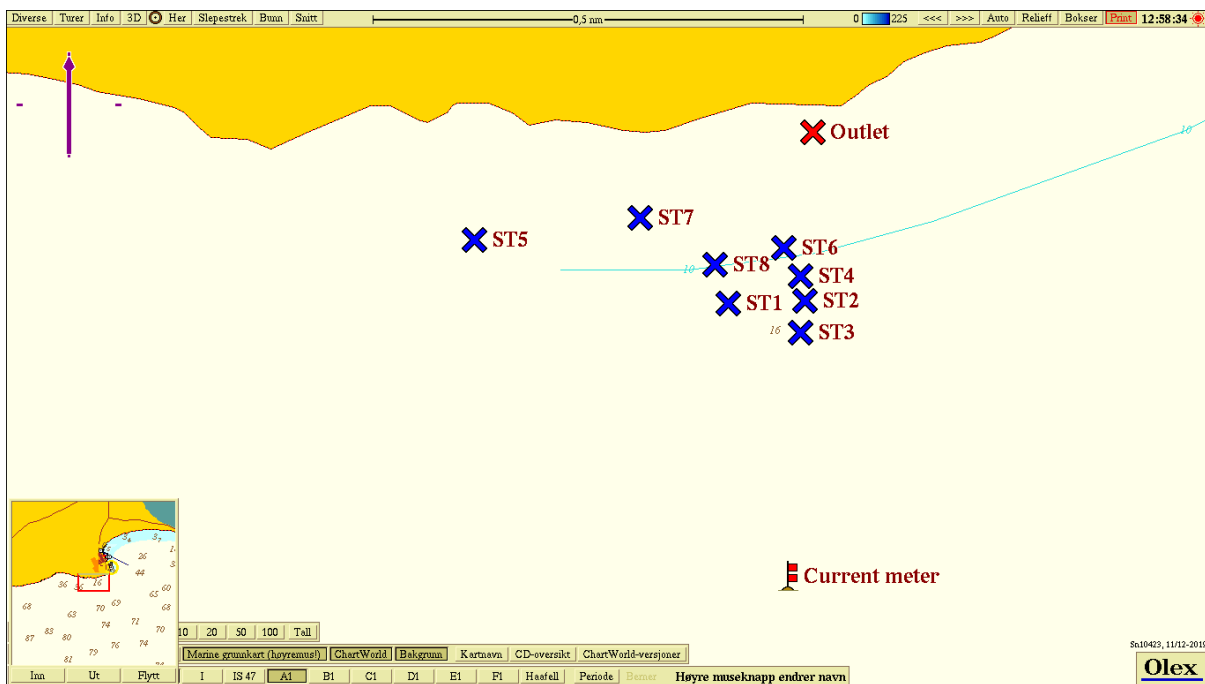 Diverse Turer Info 3D Her Slepestrek Bunn Snitt 0,5 nm 0 225 <<< >>> Auto Relieff Bokser Print 12:58:34
Outlet
10
ST7
ST5
ST6
ST8
10
ST4
ST1
ST2
16
ST3
Current meter
26
44
36
36
16
60
65
68
69
70
63
68
74
71
83
80
70
87
76
74
79
81
10 20 50 100 Tall
Sn10423, 11/12-2019
Marine grunnkart (høyremus!) ChartWorld Bakgrunn Kartnavn CD-oversikt ChartWorld-versjoner
Inn Ut Flytt I IS 47 A1 B1 C1 D1 E1 F1 Haafell Periode Høyre museknapp endrer navn
Olex